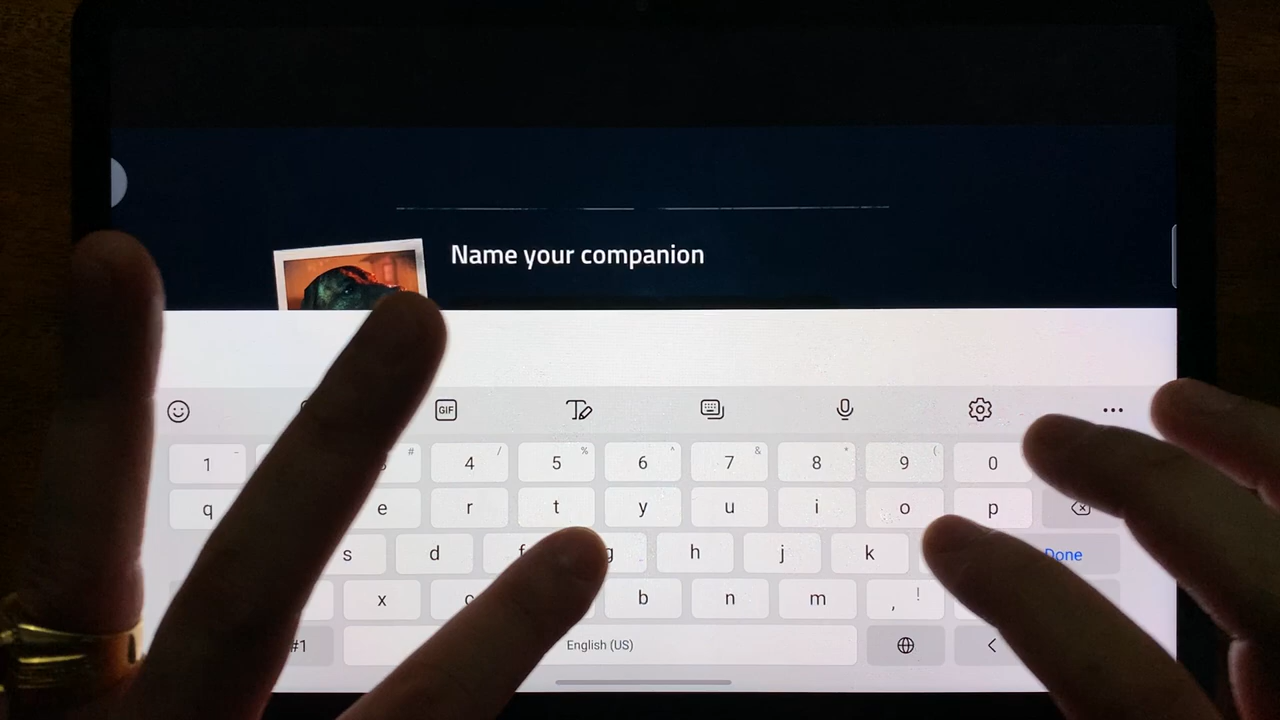 Name your companion
GIF
1 - # 4 / 5 % 6 ^ 7 & 8 * 9 ( 0
q e r t y u i o p
s d f g h j k Done
x c b n m , !
#1 English (US)